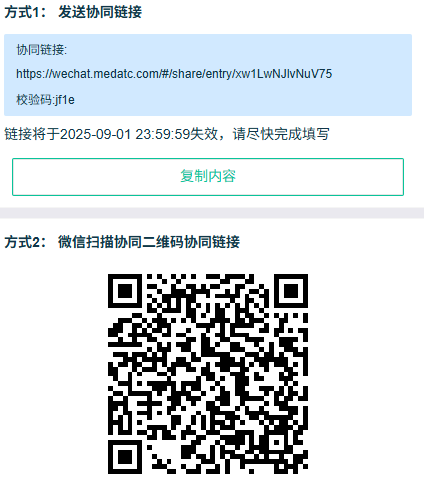 方式1： 发送协同链接
协同链接:
https://wechat.medatc.com/#/share/entry/xw1LwNJlvNuV75
校验码:jf1e
链接将于2025-09-01 23:59:59失效，请尽快完成填写
复制内容
方式2： 微信扫描协同二维码协同链接